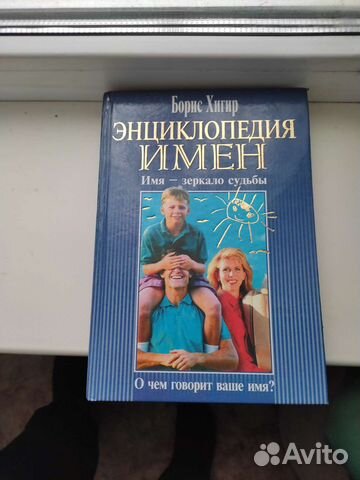 Борис Хигир
ЭНЦИКЛОПЕДИЯ
ИМЕН
Имя – зеркало судьбы
О чем говорит ваше имя?
Avito